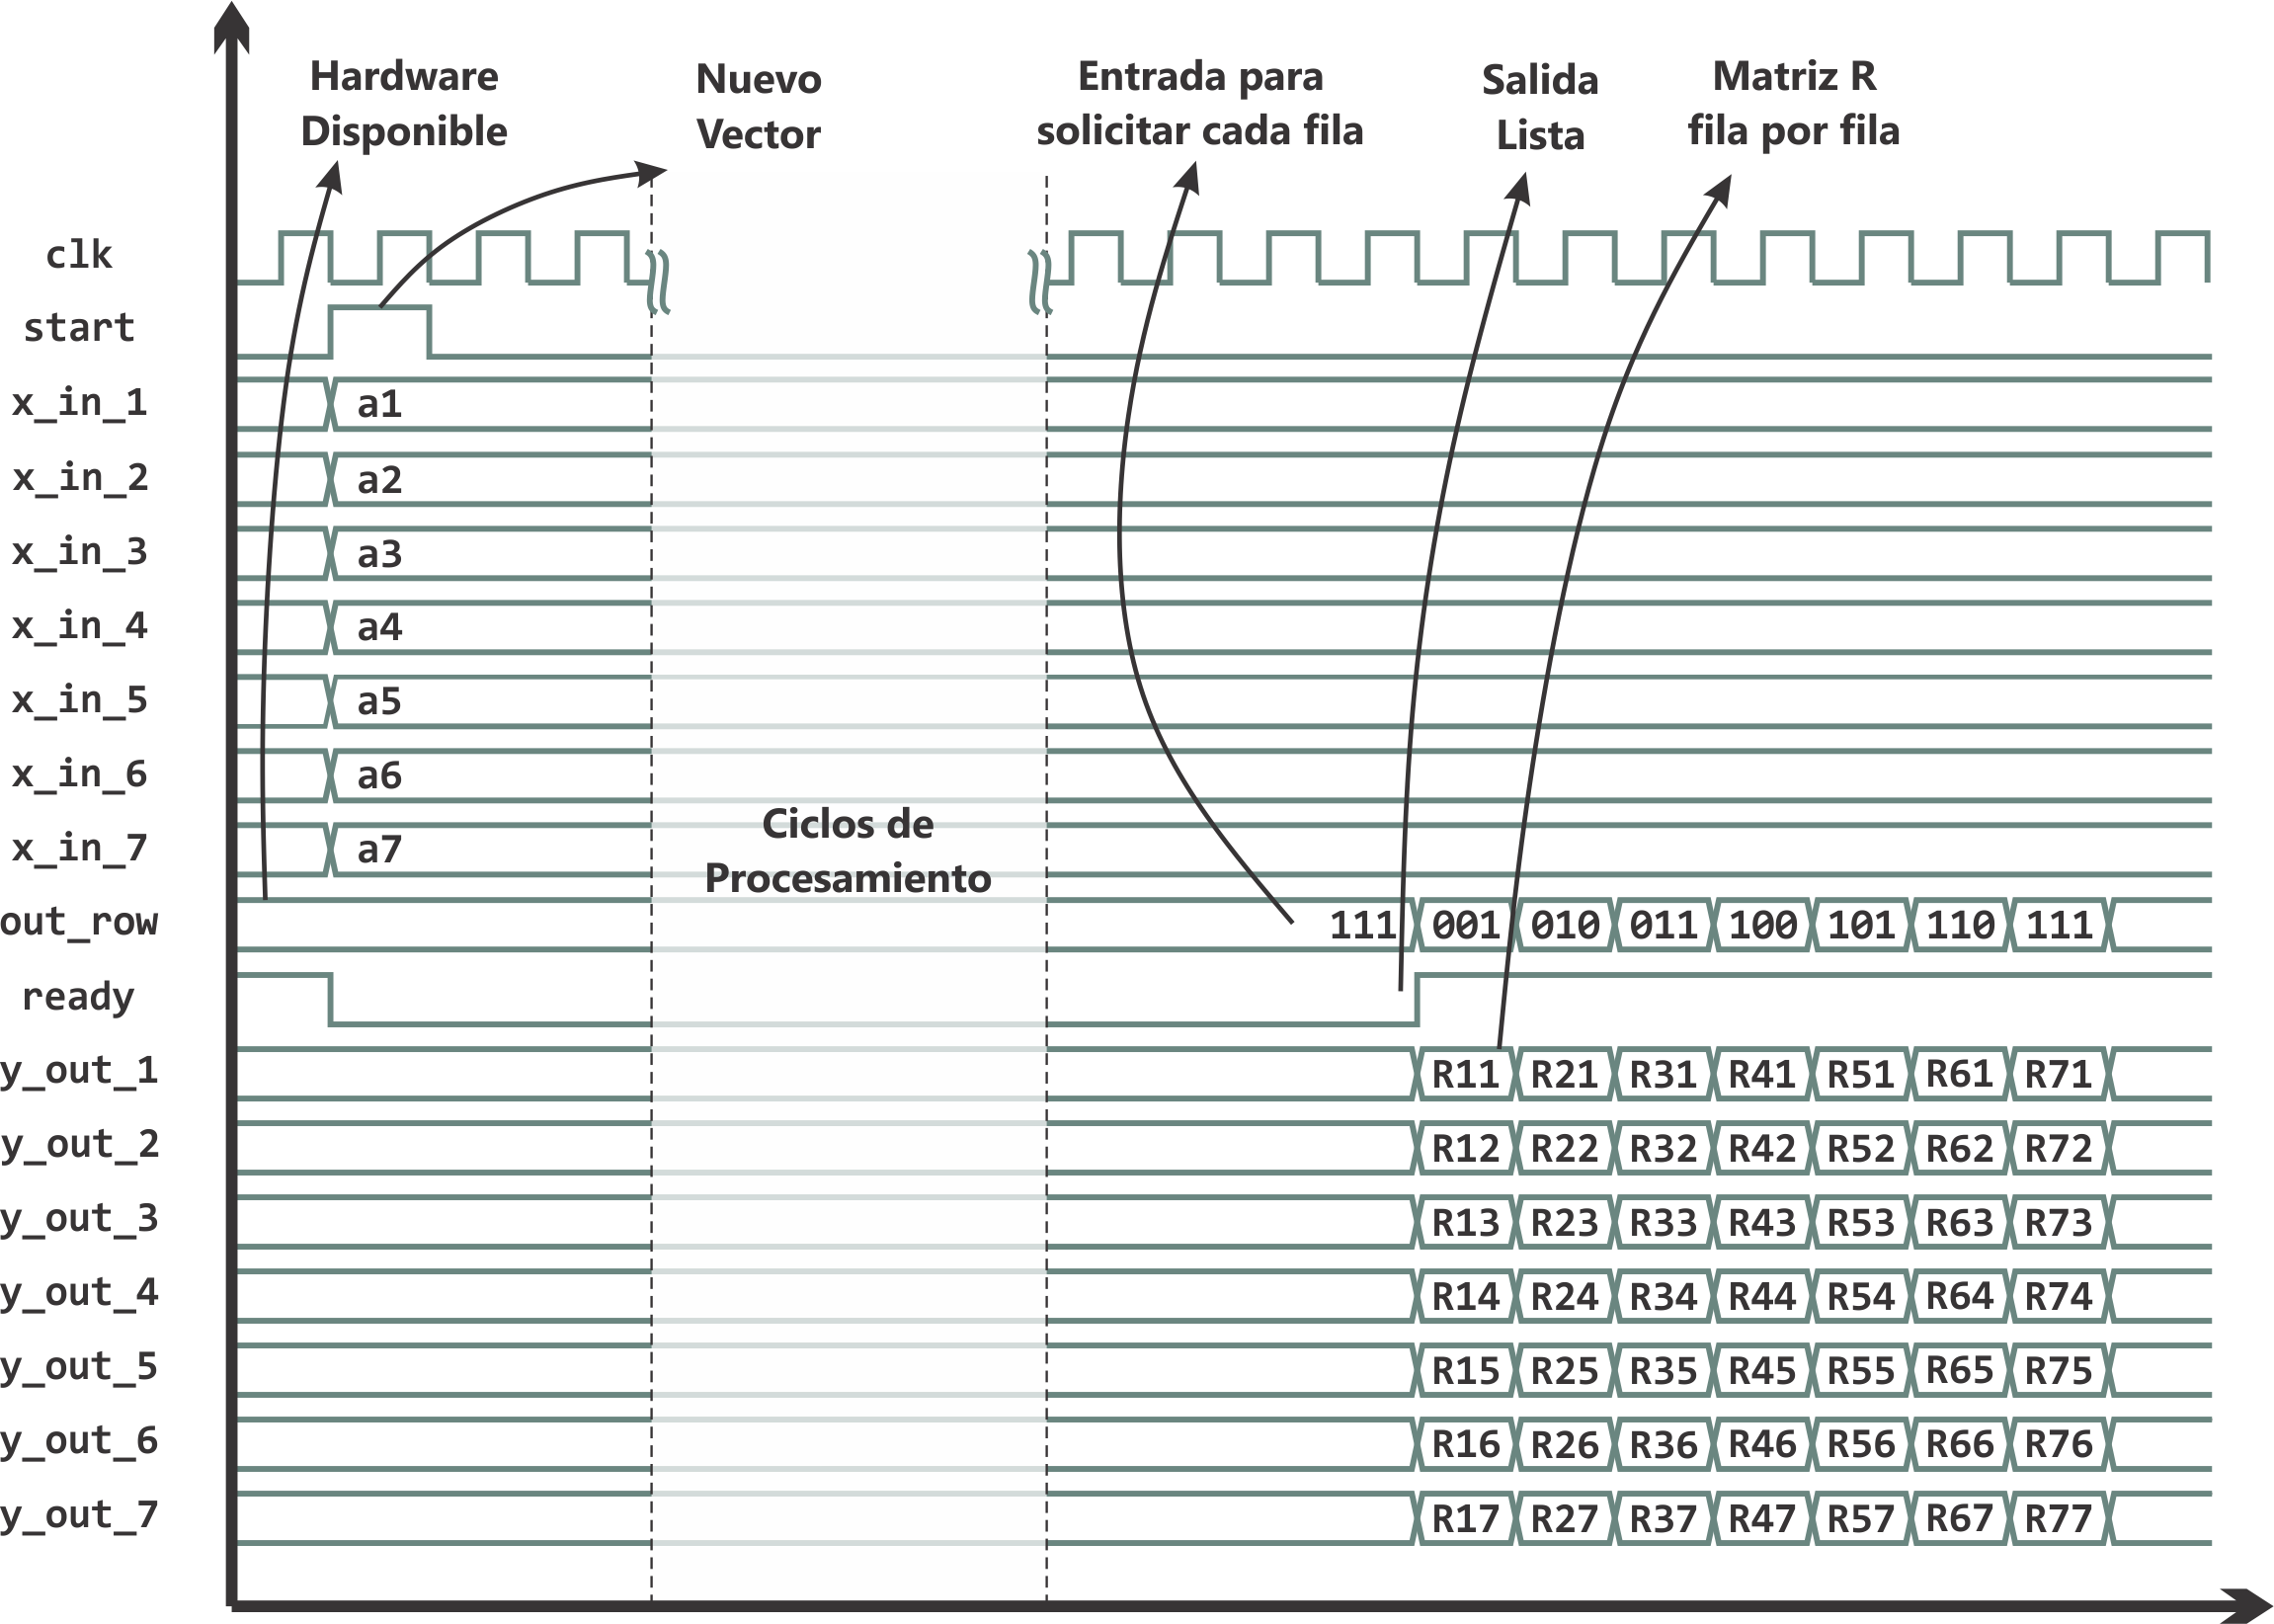 Hardware
Disponible
Nuevo
Vector
Entrada para
solicitar cada fila
Salida
Lista
Matriz R
fila por fila
clk
start
x_in_1 a1
x_in_2 a2
x_in_3 a3
x_in_4 a4
x_in_5 a5
x_in_6 a6
x_in_7 a7
Ciclos de
Procesamiento
out_row 111 001 010 011 100 101 110 111
ready
y_out_1 R11 R21 R31 R41 R51 R61 R71
y_out_2 R12 R22 R32 R42 R52 R62 R72
y_out_3 R13 R23 R33 R43 R53 R63 R73
y_out_4 R14 R24 R34 R44 R54 R64 R74
y_out_5 R15 R25 R35 R45 R55 R65 R75
y_out_6 R16 R26 R36 R46 R56 R66 R76
y_out_7 R17 R27 R37 R47 R57 R67 R77